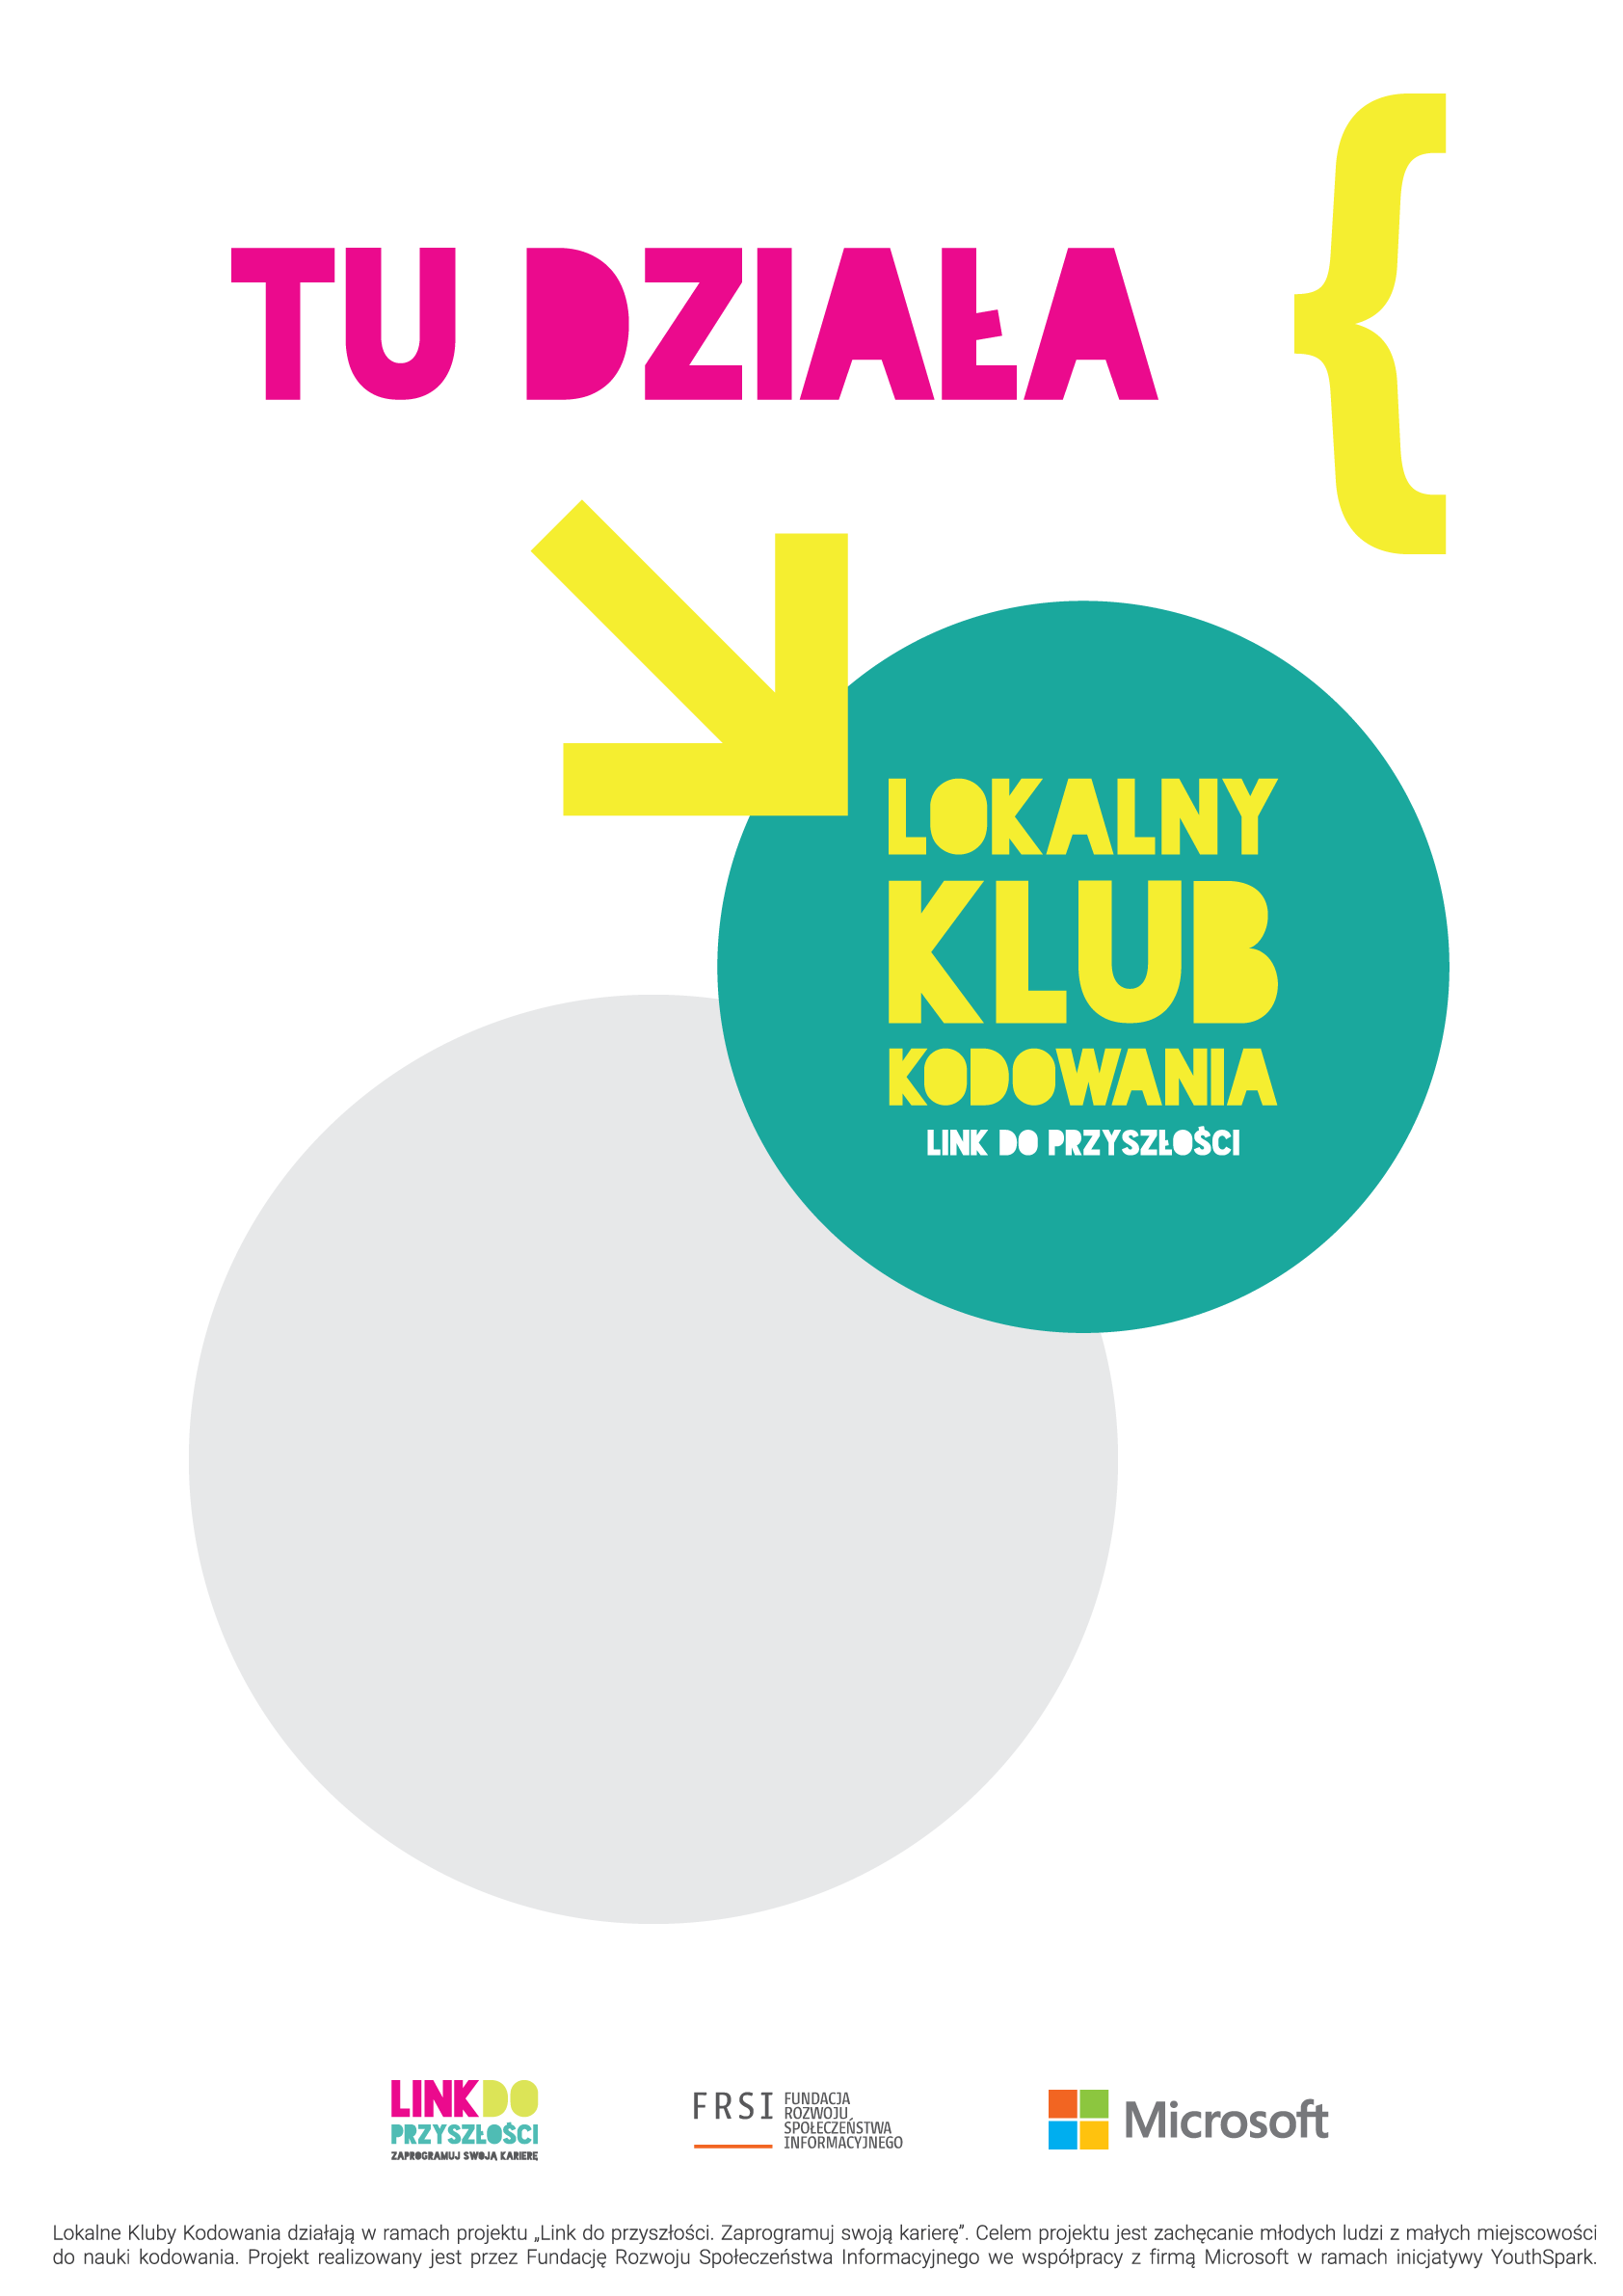 TU DZIAŁA
{
LOKALNY
KLUB
KODOWANIA
LINK DO PRZYSZŁOŚCI
LINKDO
PRZYSZŁOŚCI
ZAPROGRAMUJ SWOJĄ KARIERĘ
FRSI
FUNDACJA
ROZWOJU
SPOŁECZEŃSTWA
INFORMACYJNEGO
Microsoft
Lokalne Kluby Kodowania działają w ramach projektu „Link do przyszłości. Zaprogramuj swoją karierę”. Celem projektu jest zachęcanie młodych ludzi z małych miejscowości
do nauki kodowania. Projekt realizowany jest przez Fundację Rozwoju Społeczeństwa Informacyjnego we współpracy z firmą Microsoft w ramach inicjatywy YouthSpark.